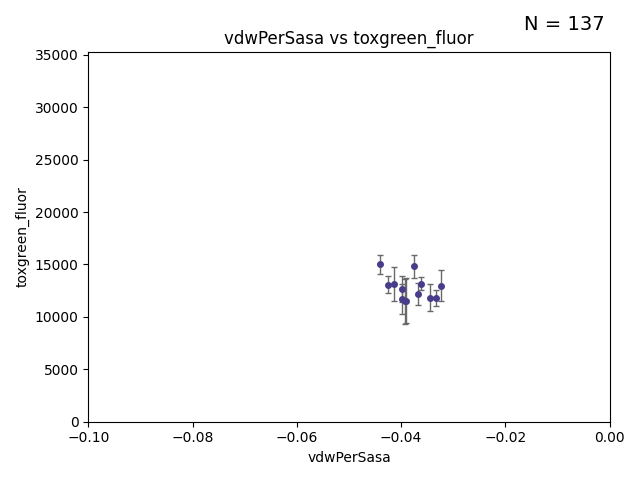 N = 137
vdwPerSasa vs toxgreen_fluor
35000
30000
25000
20000
15000
10000
5000
0
toxgreen_fluor
−0.10 −0.08 −0.06 −0.04 −0.02 0.00
vdwPerSasa